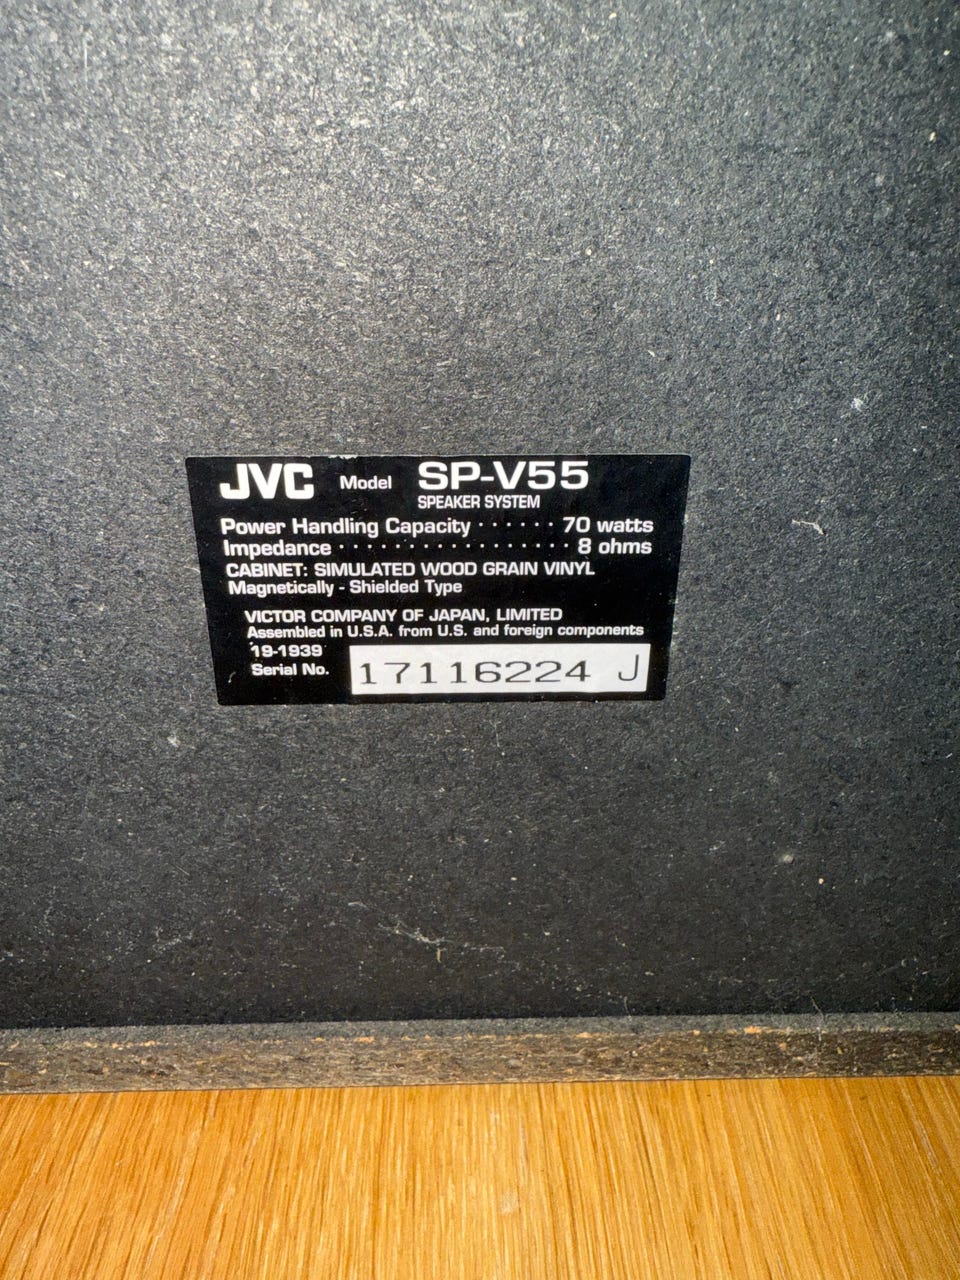 JVC Model SP-V55
SPEAKER SYSTEM
Power Handling Capacity · · · · · · 70 watts
Impedance · · · · · · · · · · · · · · · · · 8 ohms
CABINET: SIMULATED WOOD GRAIN VINYL
Magnetically - Shielded Type
VICTOR COMPANY OF JAPAN, LIMITED
Assembled in U.S.A. from U.S. and foreign components
19-1939
Serial No. 17116224 J